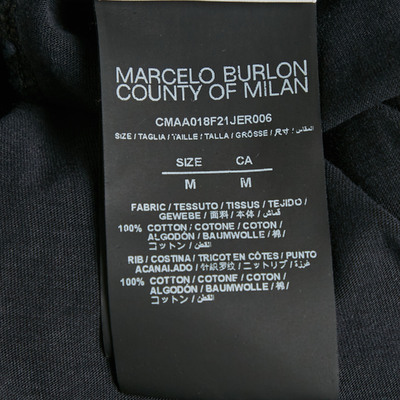 MARCELO BURLON
COUNTY OF MILAN
CMAA018F21JER006
SIZE / TAGLIA / TAILLE / TALLA / GRÖSSE / 尺寸 / المقاس:
SIZE CA
M M
FABRIC / TESSUTO / TISSUS / TEJIDO /
GEWEBE / 面料 / 本体 / قماش
100% COTTON / COTONE / COTON /
ALGODÓN / BAUMWOLLE / 棉 /
コットン / القطن
RIB / COSTINA / TRICOT EN CÔTES / PUNTO
ACANALADO / 针织罗纹 / ニットリブ / غرزة
100% COTTON / COTONE / COTON /
ALGODÓN / BAUMWOLLE / 棉 /
コットン / القطن